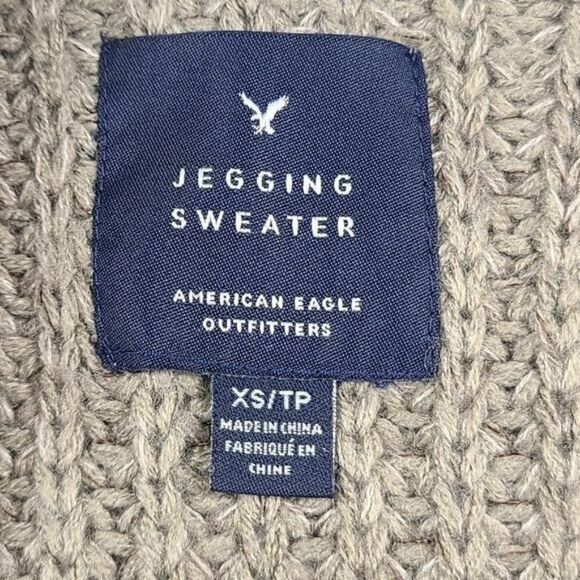 JEGGING
SWEATER
AMERICAN EAGLE
OUTFITTERS
XS/TP
MADE IN CHINA
FABRIQUÉ EN
CHINE